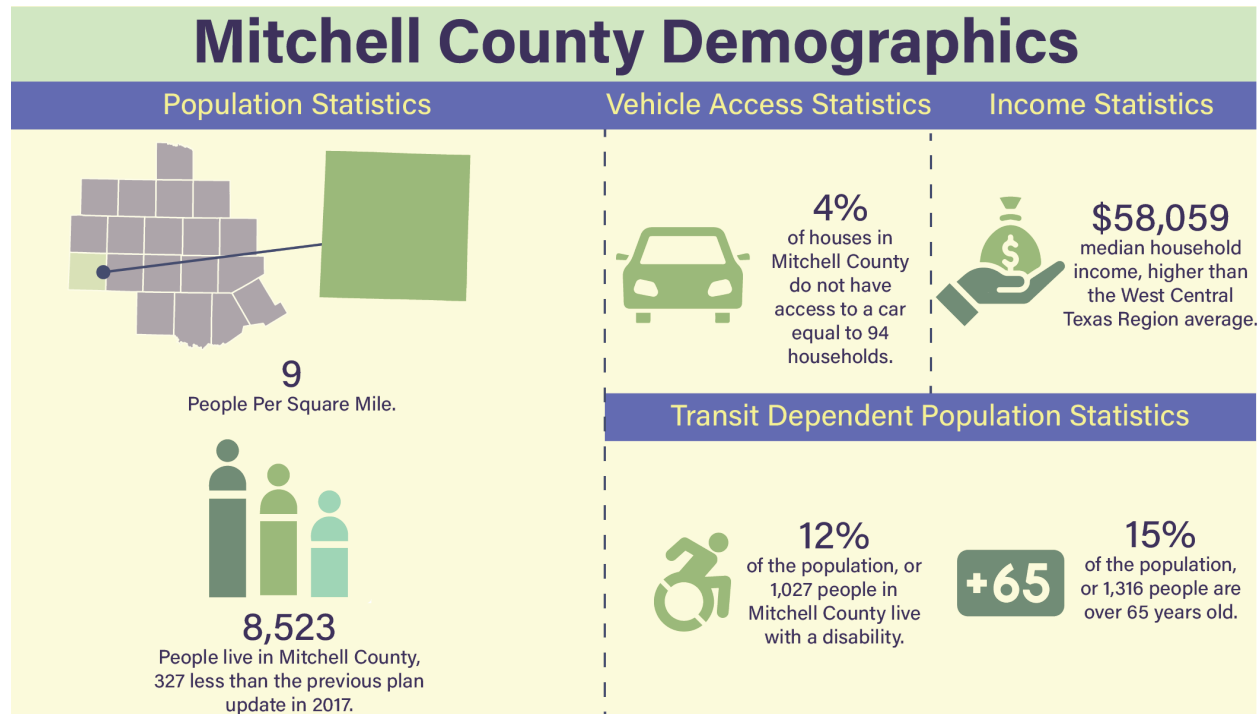 Mitchell County Demographics
Population Statistics
9
People Per Square Mile.
8,523
People live in Mitchell County,
327 less than the previous plan
update in 2017.
Vehicle Access Statistics
4%
of houses in
Mitchell County
do not have
access to a car
equal to 94
households.
Income Statistics
$
$58,059
median household
income, higher than
the West Central
Texas Region average.
Transit Dependent Population Statistics
12%
of the population, or
1,027 people in
Mitchell County live
with a disability.
+65
15%
of the population,
or 1,316 people are
over 65 years old.